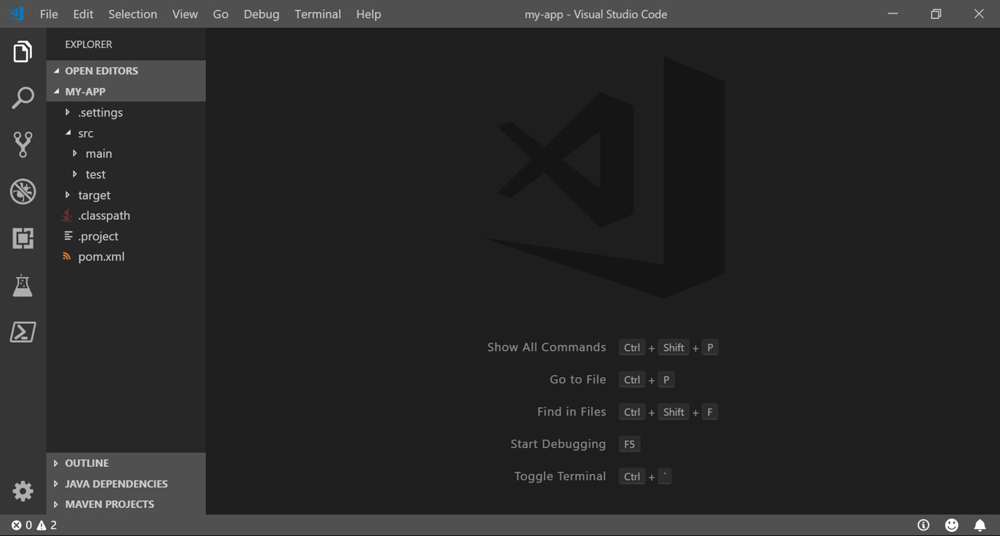 File Edit Selection View Go Debug Terminal Help my-app - Visual Studio Code
EXPLORER
OPEN EDITORS
MY-APP
.settings
src
main
test
target
.classpath
.project
pom.xml
OUTLINE
JAVA DEPENDENCIES
MAVEN PROJECTS
Show All Commands Ctrl + Shift + P
Go to File Ctrl + P
Find in Files Ctrl + Shift + F
Start Debugging F5
Toggle Terminal Ctrl + `
0 2